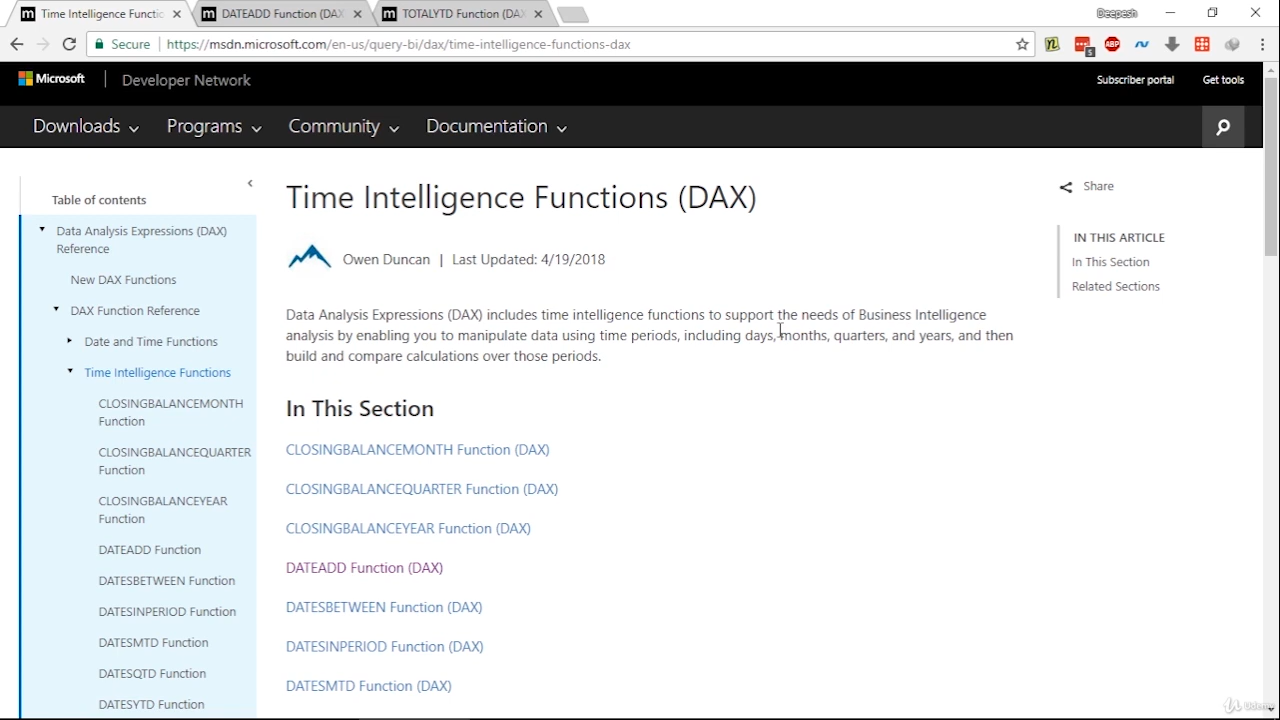 Time Intelligence Functio
DATEADD Function (DAX
TOTALYTD Function (DAX
Deepesh
Secure
https://msdn.microsoft.com/en-us/query-bi/dax/time-intelligence-functions-dax
5
ABP
Microsoft
Developer Network
Subscriber portal
Get tools
Downloads
Programs
Community
Documentation
Table of contents
Data Analysis Expressions (DAX)
Reference
New DAX Functions
DAX Function Reference
Date and Time Functions
Time Intelligence Functions
CLOSINGBALANCEMONTH
Function
CLOSINGBALANCEQUARTER
Function
CLOSINGBALANCEYEAR
Function
DATEADD Function
DATESBETWEEN Function
DATESINPERIOD Function
DATESMTD Function
DATESQTD Function
DATESYTD Function
Time Intelligence Functions (DAX)
Owen Duncan | Last Updated: 4/19/2018
Data Analysis Expressions (DAX) includes time intelligence functions to support the needs of Business Intelligence
analysis by enabling you to manipulate data using time periods, including days, months, quarters, and years, and then
build and compare calculations over those periods.
In This Section
CLOSINGBALANCEMONTH Function (DAX)
CLOSINGBALANCEQUARTER Function (DAX)
CLOSINGBALANCEYEAR Function (DAX)
DATEADD Function (DAX)
DATESBETWEEN Function (DAX)
DATESINPERIOD Function (DAX)
DATESMTD Function (DAX)
Share
IN THIS ARTICLE
In This Section
Related Sections
Udemy